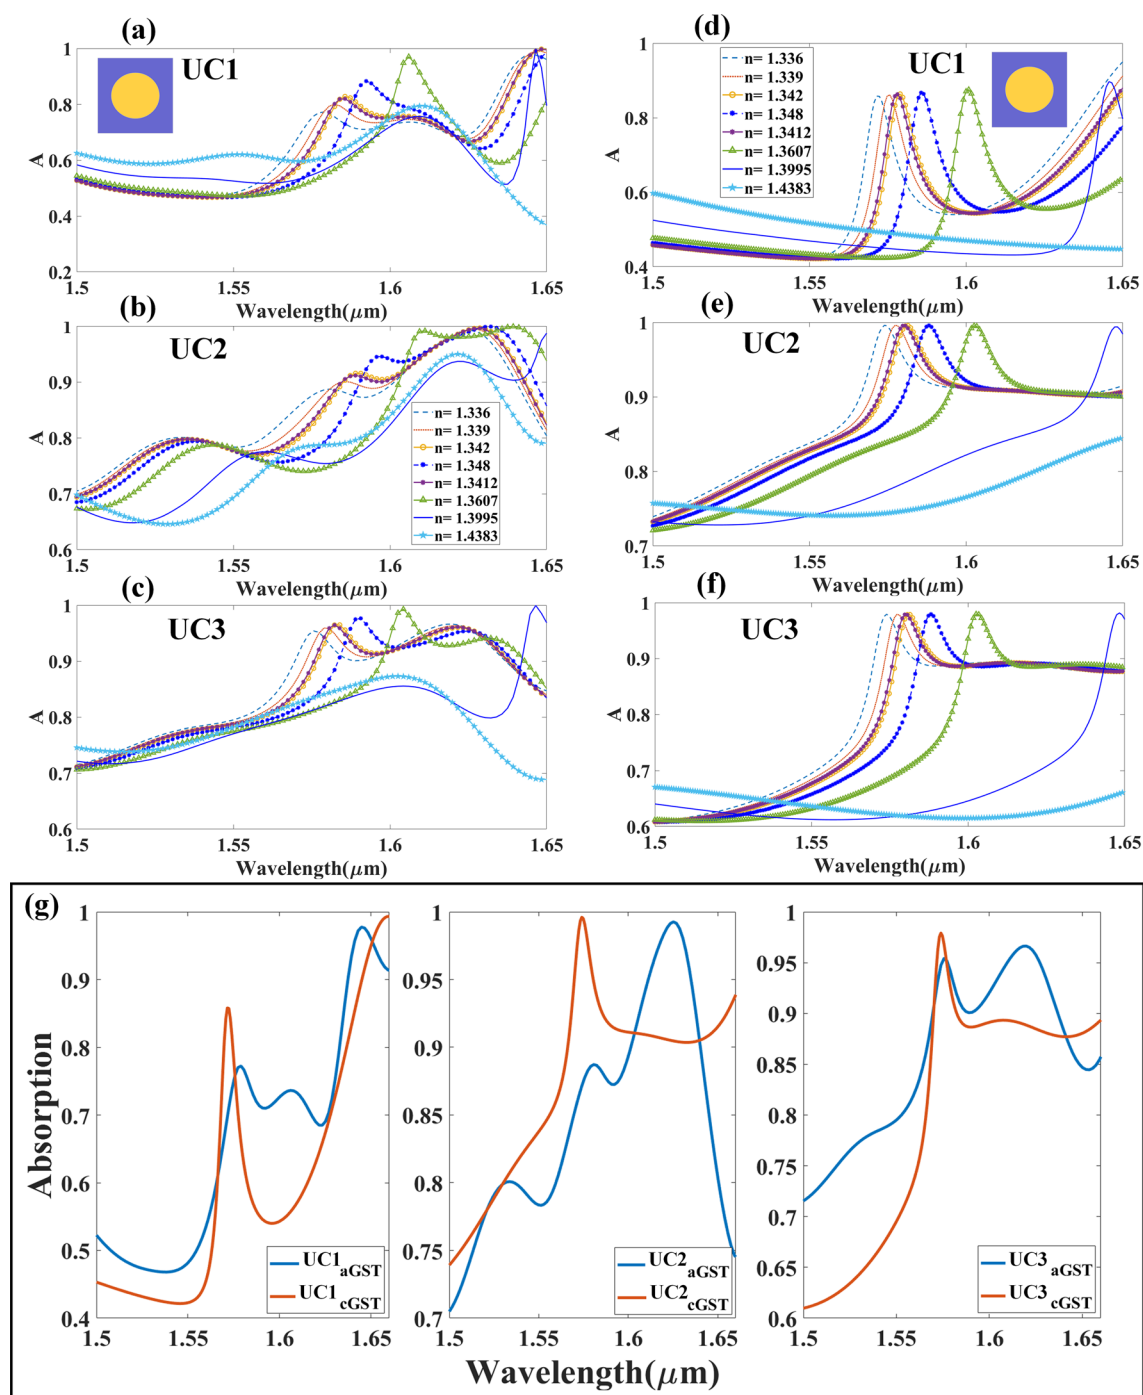 (a)
UC1
1
0.8
0.6
0.4
0.2
A
1.5
1.55
1.6
1.65
Wavelength(μm)
(d)
UC1
n= 1.336
n= 1.339
n= 1.342
n= 1.348
n= 1.3412
n= 1.3607
n= 1.3995
n= 1.4383
1
0.8
0.6
0.4
A
1.5
1.55
1.6
1.65
Wavelength(μm)
(b)
UC2
n= 1.336
n= 1.339
n= 1.342
n= 1.348
n= 1.3412
n= 1.3607
n= 1.3995
n= 1.4383
1
0.9
0.8
0.7
0.6
A
1.5
1.55
1.6
1.65
Wavelength(μm)
(e)
UC2
1
0.9
0.8
0.7
A
1.5
1.55
1.6
1.65
Wavelength(μm)
(c)
UC3
1
0.9
0.8
0.7
0.6
A
1.5
1.55
1.6
1.65
Wavelength(μm)
(f)
UC3
1
0.9
0.8
0.7
0.6
A
1.5
1.55
1.6
1.65
Wavelength(μm)
(g)
Absorption
1
0.9
0.8
0.7
0.6
0.5
0.4
1.5
1.55
1.6
1.65
UC1aGST
UC1cGST
1
0.95
0.9
0.85
0.8
0.75
0.7
1.5
1.55
1.6
1.65
UC2aGST
UC2cGST
1
0.95
0.9
0.85
0.8
0.75
0.7
0.65
0.6
1.5
1.55
1.6
1.65
UC3aGST
UC3cGST
Wavelength(μm)